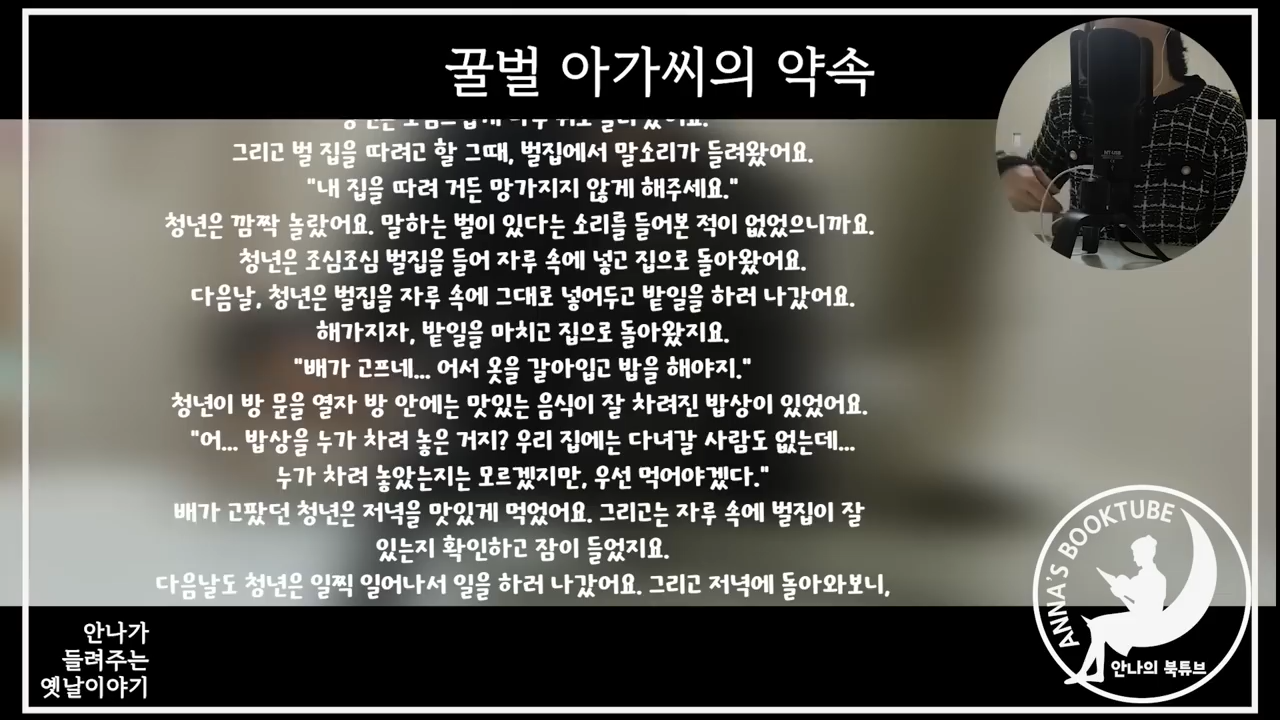 꿀벌 아가씨의 약속
그리고 벌 집을 따려고 할 그때, 벌집에서 말소리가 들려왔어요.
"내 집을 따려 거든 망가지지 않게 해주세요."
청년은 깜짝 놀랐어요. 말하는 벌이 있다는 소리를 들어본 적이 없었으니까요.
청년은 조심조심 벌집을 들어 자루 속에 넣고 집으로 돌아왔어요.
다음날, 청년은 벌집을 자루 속에 그대로 넣어두고 밭일을 하러 나갔어요.
해가지자, 밭일을 마치고 집으로 돌아왔지요.
"배가 고프네... 어서 옷을 갈아입고 밥을 해야지."
청년이 방 문을 열자 방 안에는 맛있는 음식이 잘 차려진 밥상이 있었어요.
"어... 밥상을 누가 차려 놓은 거지? 우리 집에는 다녀갈 사람도 없는데...
누가 차려 놓았는지는 모르겠지만, 우선 먹어야겠다."
배가 고팠던 청년은 저녁을 맛있게 먹었어요. 그리고는 자루 속에 벌집이 잘
있는지 확인하고 잠이 들었지요.
다음날도 청년은 일찍 일어나서 일을 하러 나갔어요. 그리고 저녁에 돌아와보니,
안나가
들려주는
옛날이야기
ANNA'S BOOKTUBE
안나의 북튜브